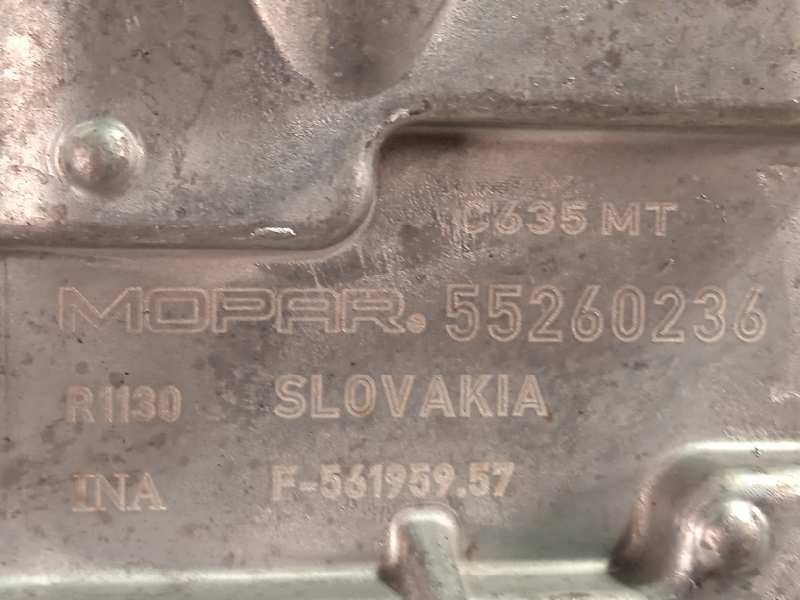 C635 MT
MOPAR® 55260236
R1130 SLOVAKIA
INA F-561959.57